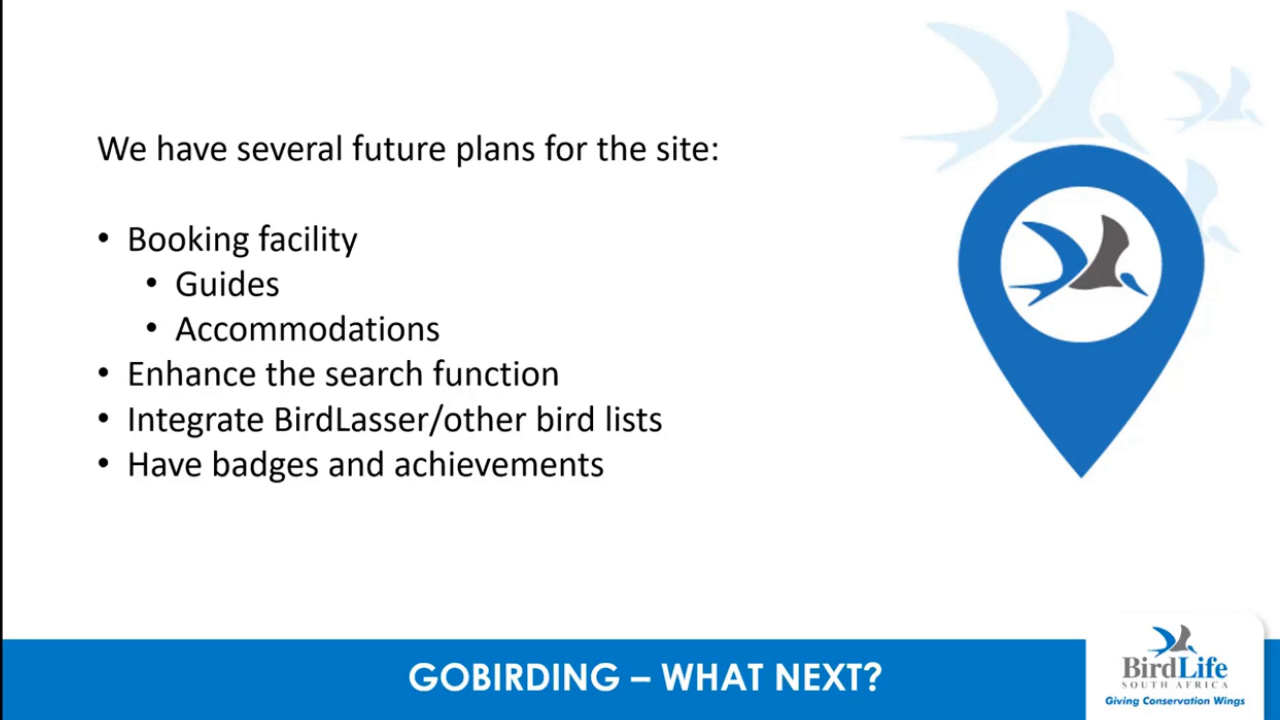 We have several future plans for the site:
• Booking facility
• Guides
• Accommodations
• Enhance the search function
• Integrate BirdLasser/other bird lists
• Have badges and achievements
GOBIRDING – WHAT NEXT?
BirdLife
SOUTH AFRICA
Giving Conservation Wings